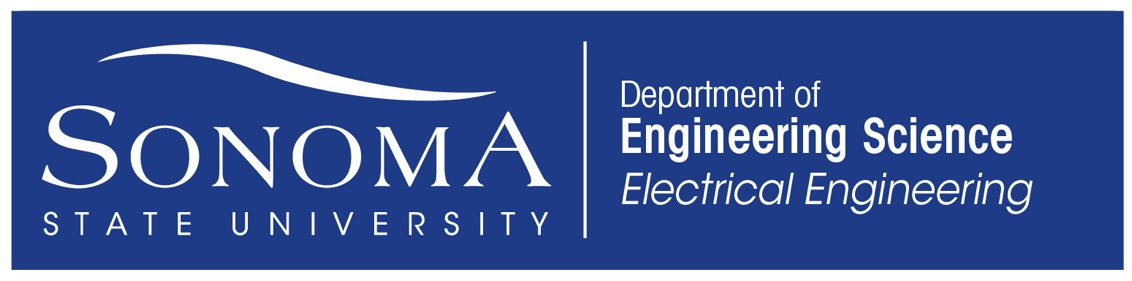 SONOMA
STATE UNIVERSITY
Department of
Engineering Science
Electrical Engineering